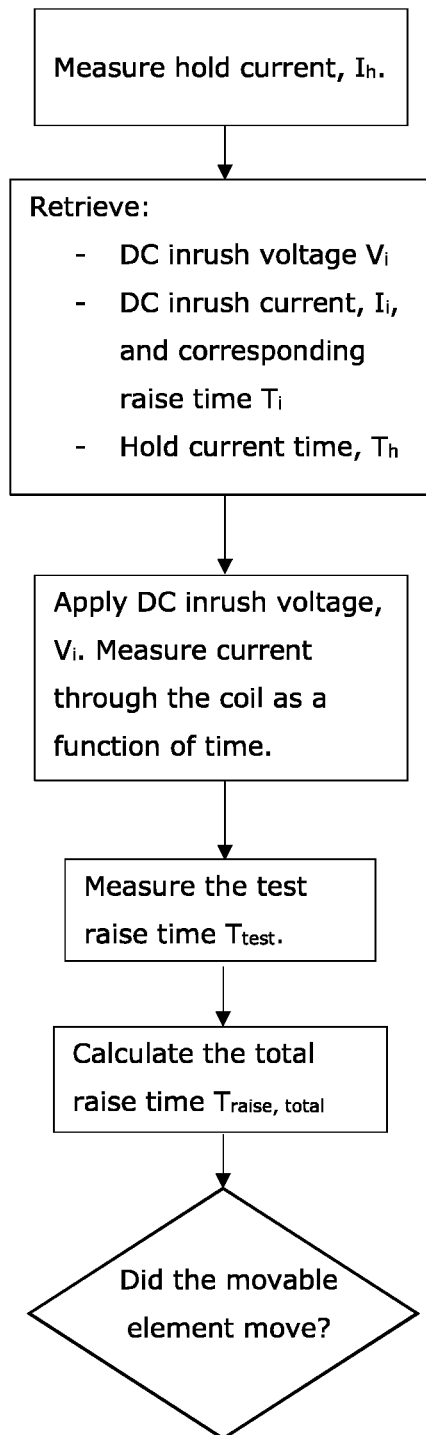 Measure hold current, Iₕ.
Retrieve:
- DC inrush voltage Vᵢ
- DC inrush current, Iᵢ,
and corresponding
raise time Tᵢ
- Hold current time, Tₕ
Apply DC inrush voltage,
Vᵢ. Measure current
through the coil as a
function of time.
Measure the test
raise time Ttest.
Calculate the total
raise time Traise, total
Did the movable
element move?